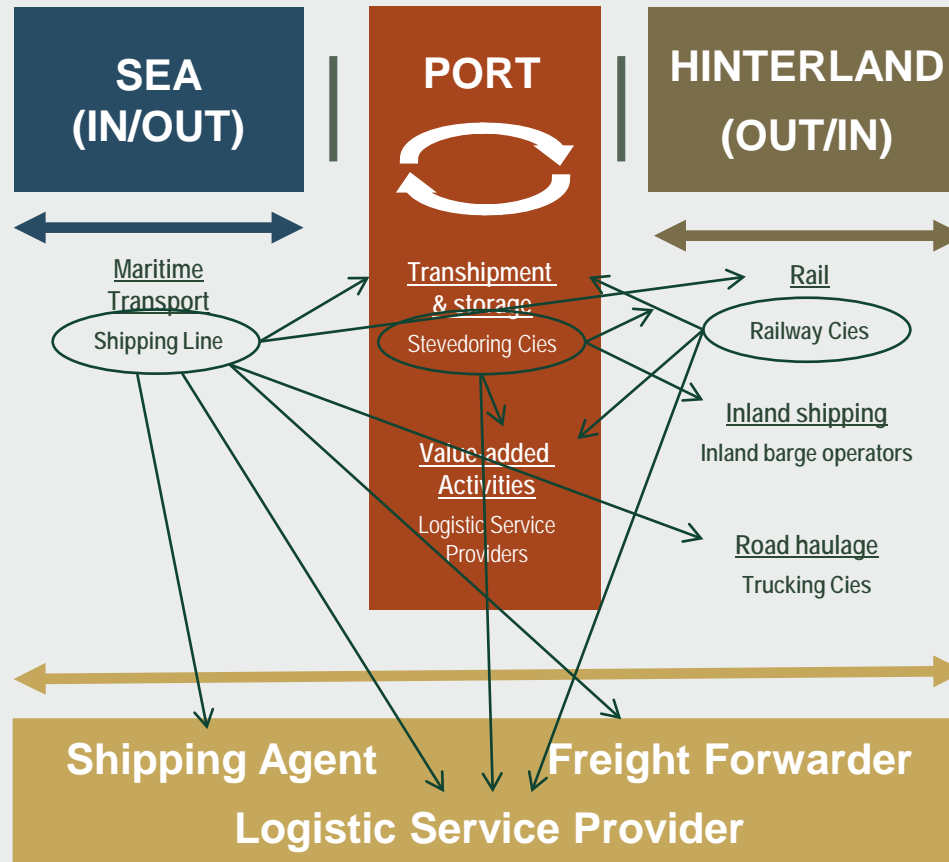 SEA
(IN/OUT)
PORT
HINTERLAND
(OUT/IN)
Maritime
Transport
Shipping Line
Transhipment
& storage
Stevedoring Cies
Value-added
Activities
Logistic Service
Providers
Rail
Railway Cies
Inland shipping
Inland barge operators
Road haulage
Trucking Cies
Shipping Agent
Freight Forwarder
Logistic Service Provider